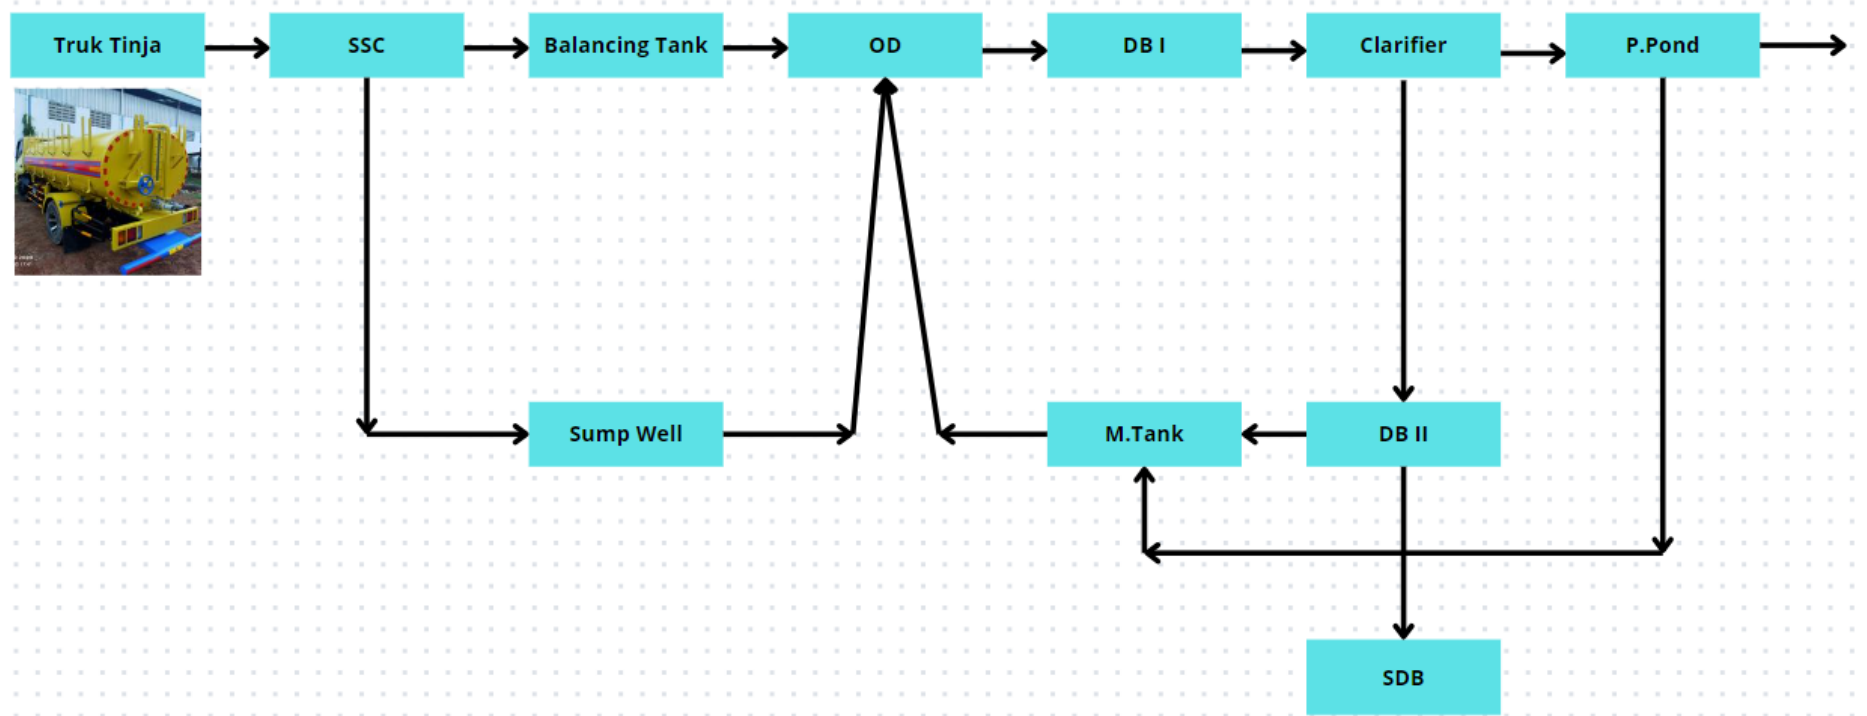 Truk Tinja
SSC
Balancing Tank
OD
DB I
Clarifier
P.Pond
Sump Well
M.Tank
DB II
SDB